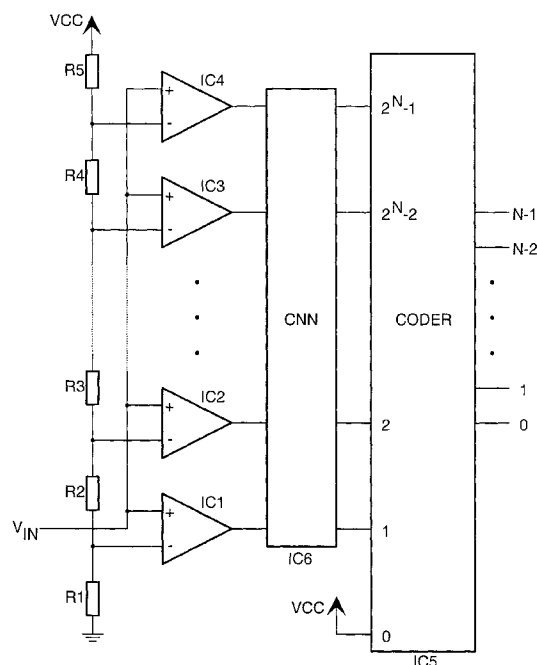 VCC
R5
IC4
+
-
2^N-1
R4
IC3
+
-
2^N-2
N-1
N-2
CNN
CODER
R3
IC2
+
-
2
1
0
R2
IC1
+
-
1
V_IN
IC6
R1
VCC
0
IC5